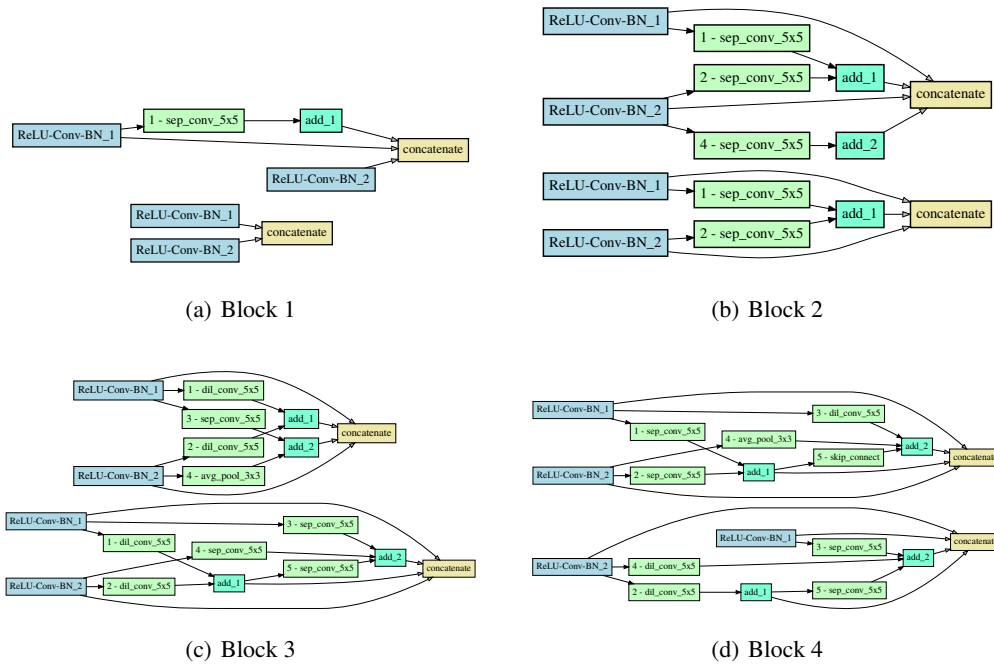 ReLU-Conv-BN_1
1 - sep_conv_5x5
add_1
concatenate
ReLU-Conv-BN_2
ReLU-Conv-BN_1
ReLU-Conv-BN_2
concatenate
(a) Block 1
ReLU-Conv-BN_1
1 - sep_conv_5x5
2 - sep_conv_5x5
add_1
concatenate
ReLU-Conv-BN_2
4 - sep_conv_5x5
add_2
ReLU-Conv-BN_1
1 - sep_conv_5x5
add_1
concatenate
2 - sep_conv_5x5
ReLU-Conv-BN_2
(b) Block 2
ReLU-Conv-BN_1
1 - dil_conv_5x5
3 - sep_conv_5x5
add_1
concatenate
2 - dil_conv_5x5
add_2
ReLU-Conv-BN_2
4 - avg_pool_3x3
ReLU-Conv-BN_1
3 - sep_conv_5x5
1 - dil_conv_5x5
4 - sep_conv_5x5
add_2
5 - sep_conv_5x5
concatenate
ReLU-Conv-BN_2
2 - dil_conv_5x5
add_1
(c) Block 3
ReLU-Conv-BN_1
3 - dil_conv_5x5
1 - sep_conv_5x5
4 - avg_pool_3x3
add_2
5 - skip_connect
concatenate
ReLU-Conv-BN_2
2 - sep_conv_5x5
add_1
ReLU-Conv-BN_1
concatenate
3 - sep_conv_5x5
add_2
ReLU-Conv-BN_2
4 - dil_conv_5x5
2 - dil_conv_5x5
add_1
5 - sep_conv_5x5
(d) Block 4